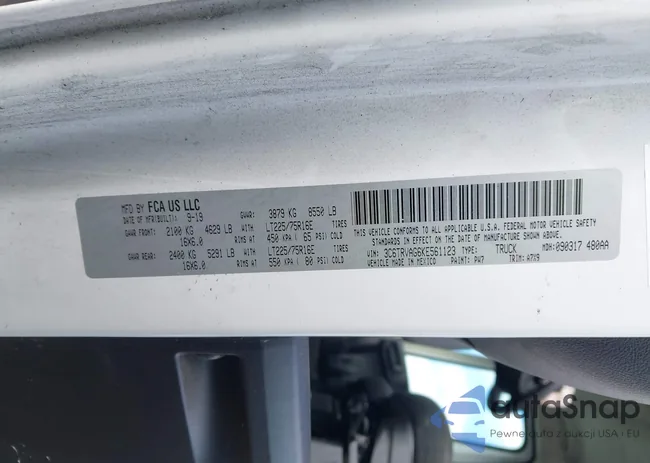 MFD BY FCA US LLC
DATE OF MFR(BUILT): 9-19 GVWR: 3879 KG 8550 LB
GAWR FRONT: 2100 KG 4629 LB WITH LT225/75R16E TIRES
16X6.0 RIMS AT 450 KPA ( 65 PSI) COLD
GAWR REAR: 2400 KG 5291 LB WITH LT225/75R16E TIRES
16X6.0 RIMS AT 550 KPA ( 80 PSI) COLD
THIS VEHICLE CONFORMS TO ALL APPLICABLE U.S.A. FEDERAL MOTOR VEHICLE SAFETY
STANDARDS IN EFFECT ON THE DATE OF MANUFACTURE SHOWN ABOVE.
VIN: 3C6TRVAG6KE561123 TYPE: TRUCK MDH: 090317 480AA
VEHICLE MADE IN MEXICO PAINT: PW7 TRIM: A7X9
autaSnap
Pewne auta z aukcji USA i EU